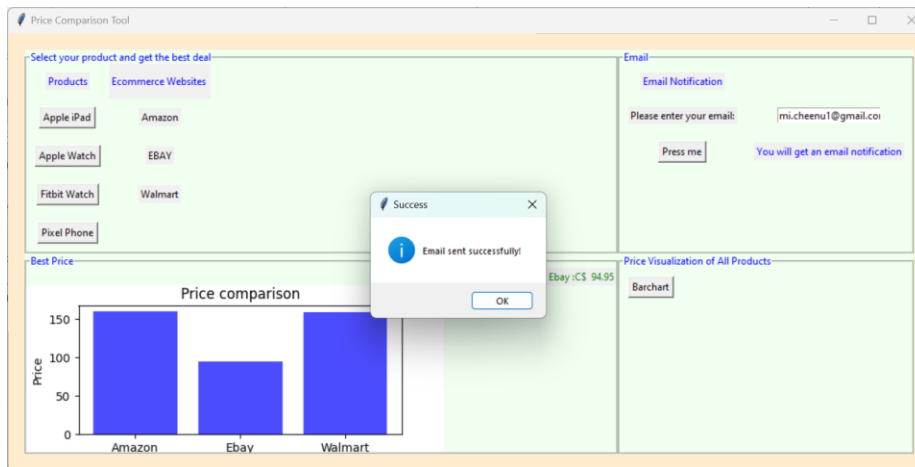 Price Comparison Tool
Select your product and get the best deal
Products
Ecommerce Websites
Apple iPad
Amazon
Apple Watch
EBAY
Fitbit Watch
Walmart
Pixel Phone
Email
Email Notification
Please enter your email:
mi.cheenu1@gmail.co
Press me
You will get an email notification
Success
Email sent successfully!
OK
Best Price
Ebay :C$ 94.95
Price comparison
Price
150
100
50
0
Amazon
Ebay
Walmart
Price Visualization of All Products
Barchart